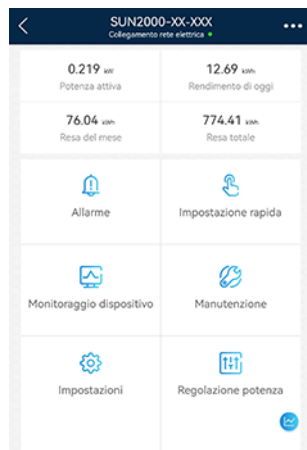 SUN2000-XX-XXX
Collegamento rete elettrica
0.219 kW
Potenza attiva
12.69 kWh
Rendimento di oggi
76.04 kWh
Resa del mese
774.41 kWh
Resa totale
Allarme
Impostazione rapida
Monitoraggio dispositivo
Manutenzione
Impostazioni
Regolazione potenza